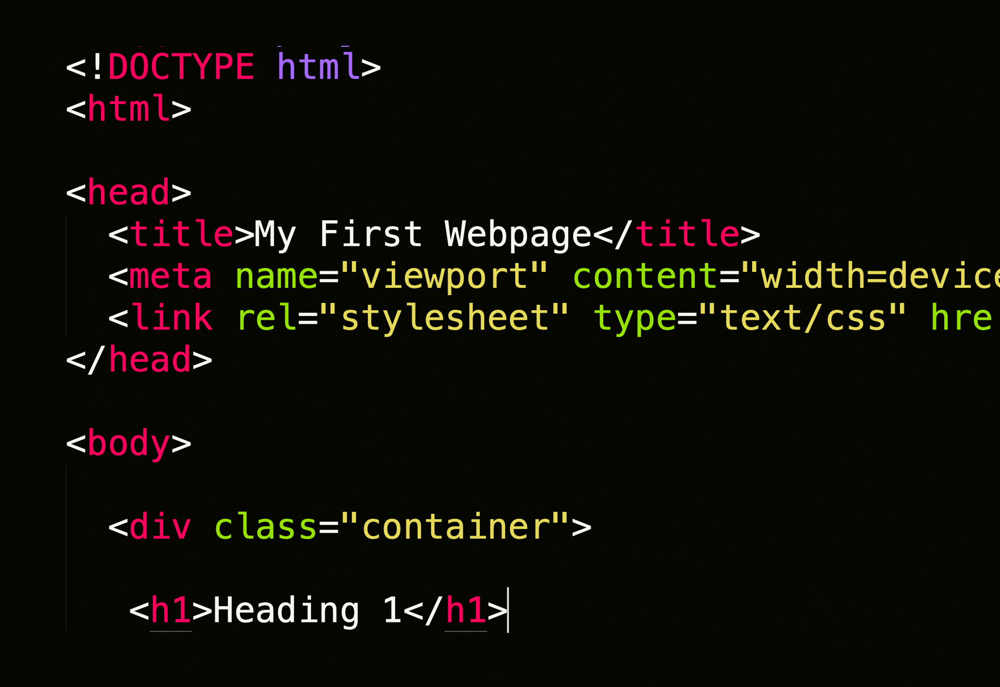 <!DOCTYPE html>
<html>
<head>
<title>My First Webpage</title>
<meta name="viewport" content="width=device
<link rel="stylesheet" type="text/css" hre
</head>
<body>
<div class="container">
<h1>Heading 1</h1>